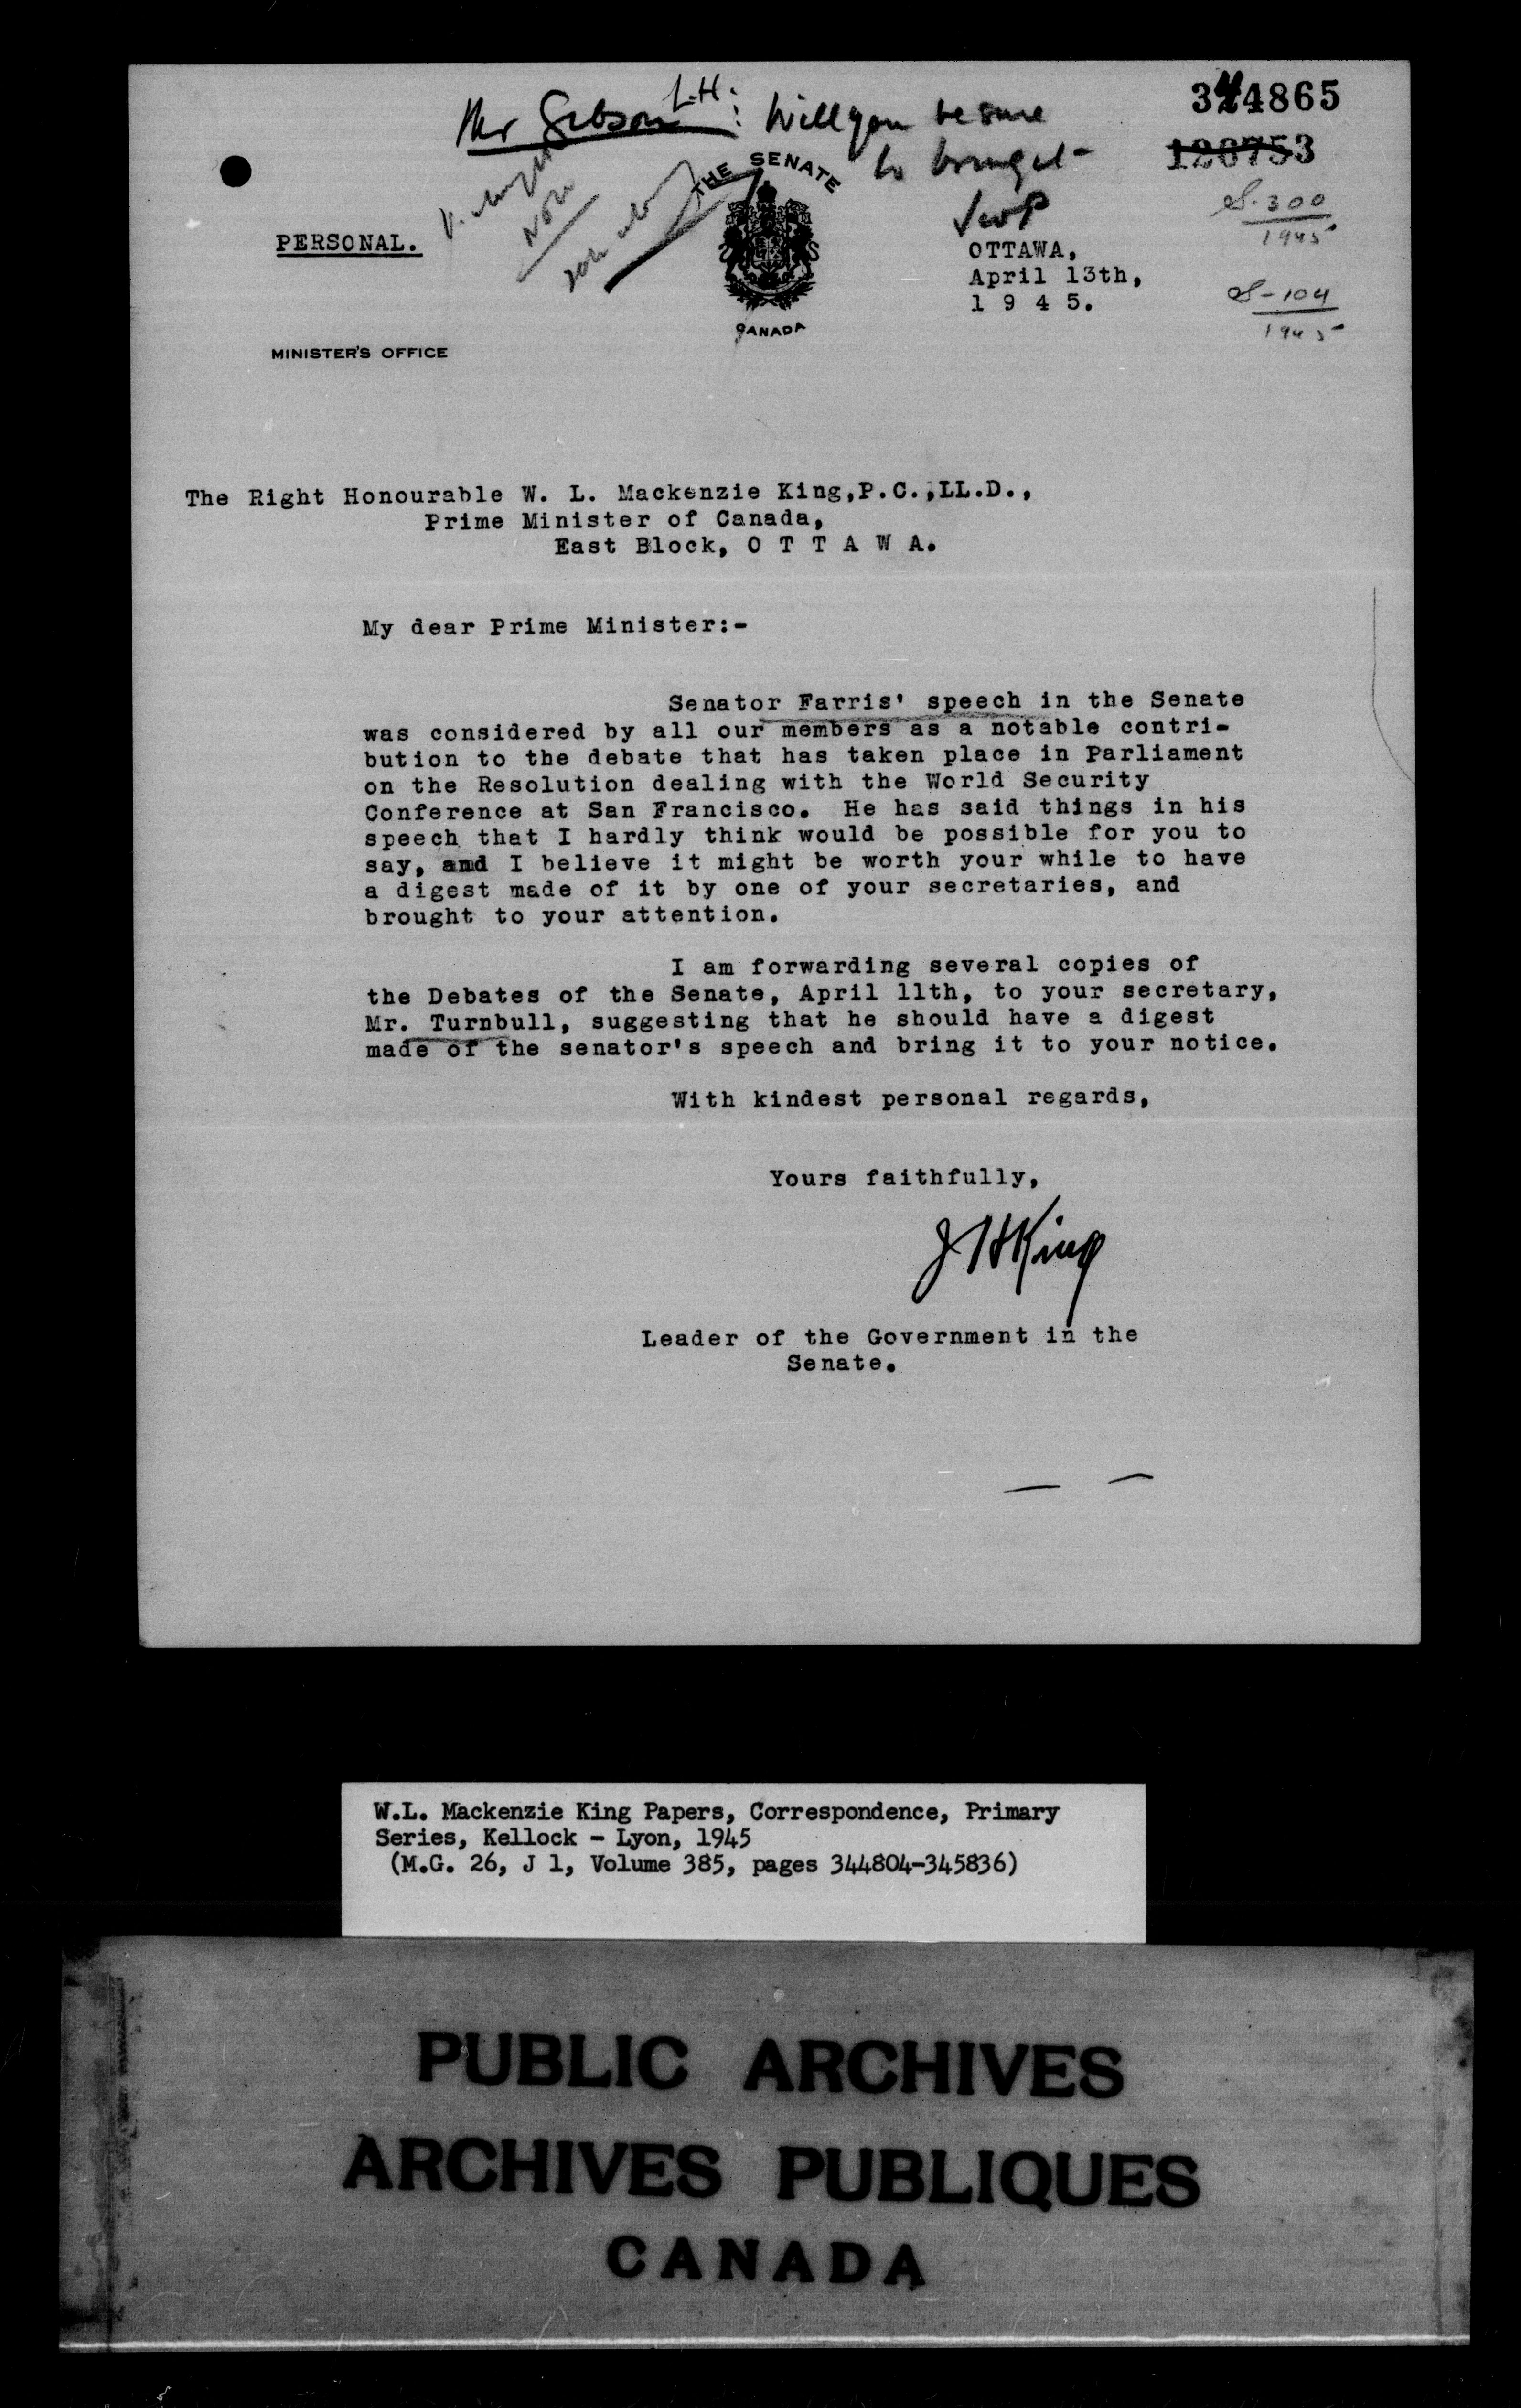 344865
Mr Gibson L.H. : Will you be sure
to bring it
JWP
126753
S-300
1945
S-104
1945
THE SENATE
CANADA
PERSONAL.
OTTAWA,
April 13th,
1 9 4 5.
MINISTER'S OFFICE
The Right Honourable W. L. Mackenzie King,P.C.,LL.D.,
Prime Minister of Canada,
East Block, O T T A W A.
My dear Prime Minister:-
Senator Farris' speech in the Senate
was considered by all our members as a notable contri-
bution to the debate that has taken place in Parliament
on the Resolution dealing with the World Security
Conference at San Francisco. He has said things in his
speech that I hardly think would be possible for you to
say, and I believe it might be worth your while to have
a digest made of it by one of your secretaries, and
brought to your attention.
I am forwarding several copies of
the Debates of the Senate, April 11th, to your secretary,
Mr. Turnbull, suggesting that he should have a digest
made of the senator's speech and bring it to your notice.
With kindest personal regards,
Yours faithfully,
J H King
Leader of the Government in the
Senate.
W.L. Mackenzie King Papers, Correspondence, Primary
Series, Kellock - Lyon, 1945
(M.G. 26, J 1, Volume 385, pages 344804-345836)
PUBLIC ARCHIVES
ARCHIVES PUBLIQUES
CANADA